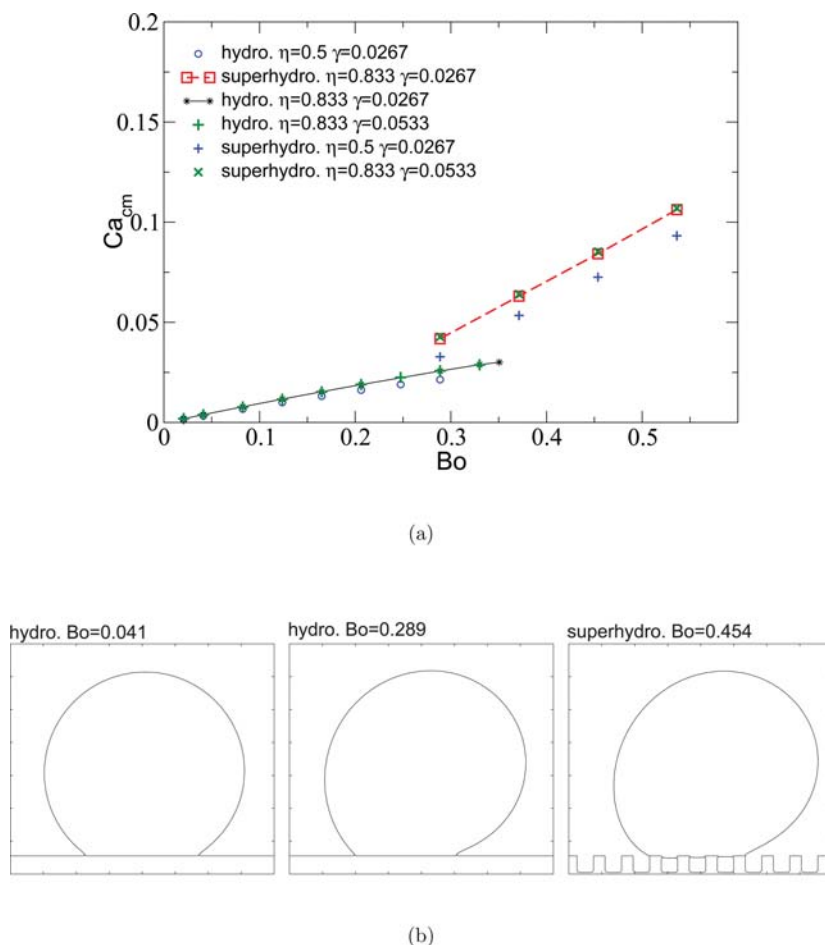 0.2
hydro. η=0.5 γ=0.0267
superhydro. η=0.833 γ=0.0267
hydro. η=0.833 γ=0.0267
hydro. η=0.833 γ=0.0533
superhydro. η=0.5 γ=0.0267
superhydro. η=0.833 γ=0.0533
0.15
0.1
0.05
0
Ca_cm
0 0.1 0.2 0.3 0.4 0.5
Bo
(a)
hydro. Bo=0.041
hydro. Bo=0.289
superhydro. Bo=0.454
(b)